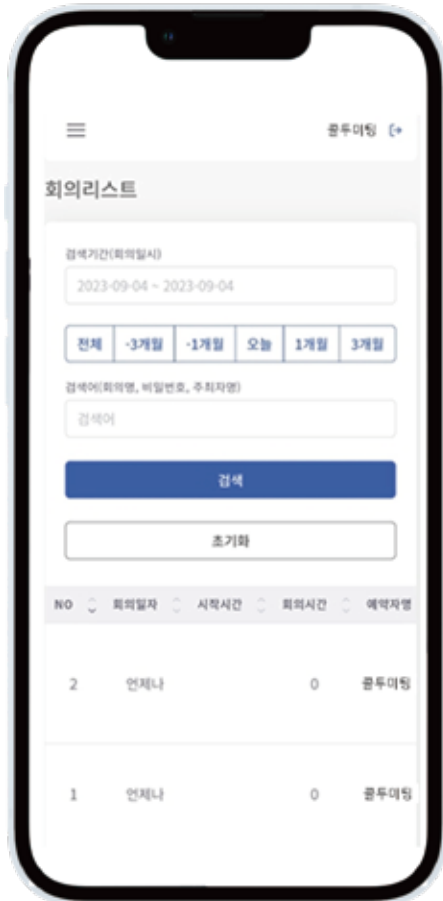 콜투미팅
회의리스트
검색기간(회의일시)
2023-09-04 ~ 2023-09-04
전체 -3개월 -1개월 오늘 1개월 3개월
검색어(회의명, 비밀번호, 주최자명)
검색어
검색
초기화
NO 회의일자 시작시간 회의시간 예약자명
2 언제나 0 콜투미팅
1 언제나 0 콜투미팅